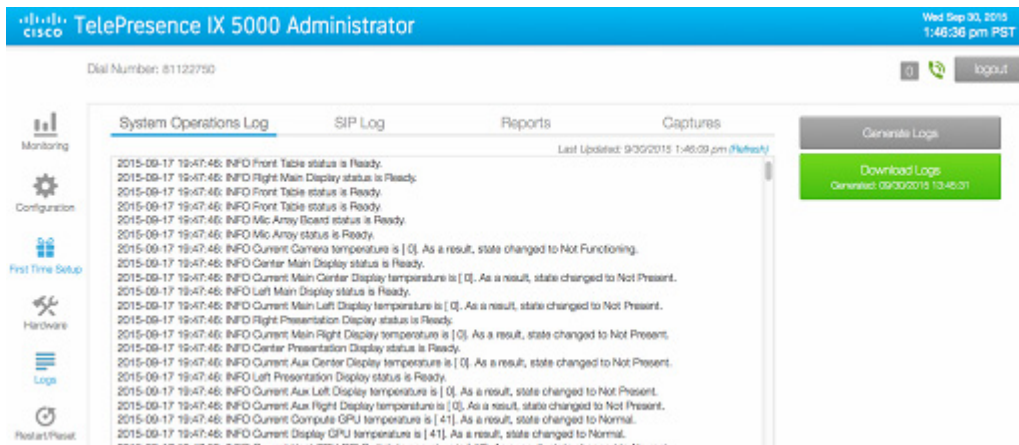 CISCO TelePresence IX 5000 Administrator
Wed Sep 30, 2015
1:46:36 pm PST
Dial Number: 81122750
0 logout
Monitoring
Configuration
First Time Setup
Hardware
Logs
Restart/Reset
System Operations Log SIP Log Reports Captures
Last Updated: 9/30/2015 1:46:09 pm (Refresh)
2015-09-17 19:47:46: INFO Front Table status is Ready.
2015-09-17 19:47:46: INFO Right Main Display status is Ready.
2015-09-17 19:47:46: INFO Front Table status is Ready.
2015-09-17 19:47:46: INFO Front Table status is Ready.
2015-09-17 19:47:46: INFO Mic Array Board status is Ready.
2015-09-17 19:47:46: INFO Mic Array status is Ready.
2015-09-17 19:47:46: INFO Current Camera temperature is [ 0]. As a result, state changed to Not Functioning.
2015-09-17 19:47:46: INFO Center Main Display status is Ready.
2015-09-17 19:47:46: INFO Current Main Center Display temperature is [ 0]. As a result, state changed to Not Present.
2015-09-17 19:47:46: INFO Left Main Display status is Ready.
2015-09-17 19:47:46: INFO Current Main Left Display temperature is [ 0]. As a result, state changed to Not Present.
2015-09-17 19:47:46: INFO Right Presentation Display status is Ready.
2015-09-17 19:47:46: INFO Current Main Right Display temperature is [ 0]. As a result, state changed to Not Present.
2015-09-17 19:47:46: INFO Center Presentation Display status is Ready.
2015-09-17 19:47:46: INFO Current Aux Center Display temperature is [ 0]. As a result, state changed to Not Present.
2015-09-17 19:47:46: INFO Left Presentation Display status is Ready.
2015-09-17 19:47:46: INFO Current Aux Left Display temperature is [ 0]. As a result, state changed to Not Present.
2015-09-17 19:47:46: INFO Current Aux Right Display temperature is [ 0]. As a result, state changed to Not Present.
2015-09-17 19:47:46: INFO Current Compute GPU temperature is [ 41]. As a result, state changed to Normal.
2015-09-17 19:47:46: INFO Current Display CPU temperature is [ 41]. As a result, state changed to Normal.
Generate Logs
Download Logs
Generated: 09/30/2015 13:45:31